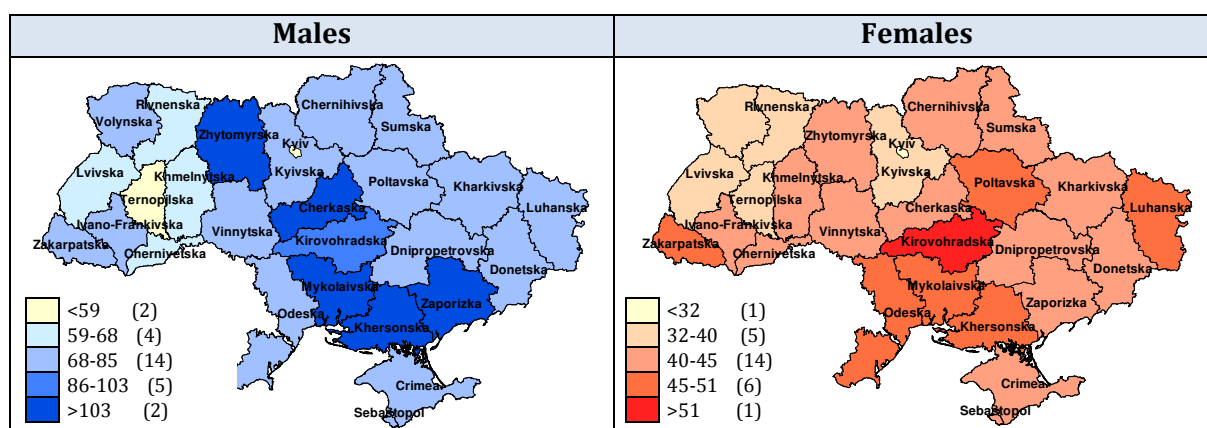 Males
Chernihivska
Rivnenska
Volynska
Sumska
Zhytomyrska
Kyiv
Lvivska
Khmelnytska
Kyivska
Poltavska
Kharkivska
Ternopilska
Cherkaska
Luhanska
Ivano-Frankivska
Vinnytska
Zakarpatska
Kirovohradska
Chernivetska
Dnipropetrovska
Donetska
Mykolaivska
Zaporizka
Odeska
Khersonska
Crimea
Sebastopol
<59 (2)
59-68 (4)
68-85 (14)
86-103 (5)
>103 (2)
Females
Rivnenska
Chernihivska
Sumska
Zhytomyrska
Kyiv
Lvivska
Khmelnytska
Kyivska
Poltavska
Kharkivska
Ternopilska
Cherkaska
Luhanska
Ivano-Frankivska
Vinnytska
Zakarpatska
Kirovohradska
Chernivetska
Dnipropetrovska
Donetska
Mykolaivska
Zaporizka
Odeska
Khersonska
Crimea
Sebastopol
<32 (1)
32-40 (5)
40-45 (14)
45-51 (6)
>51 (1)